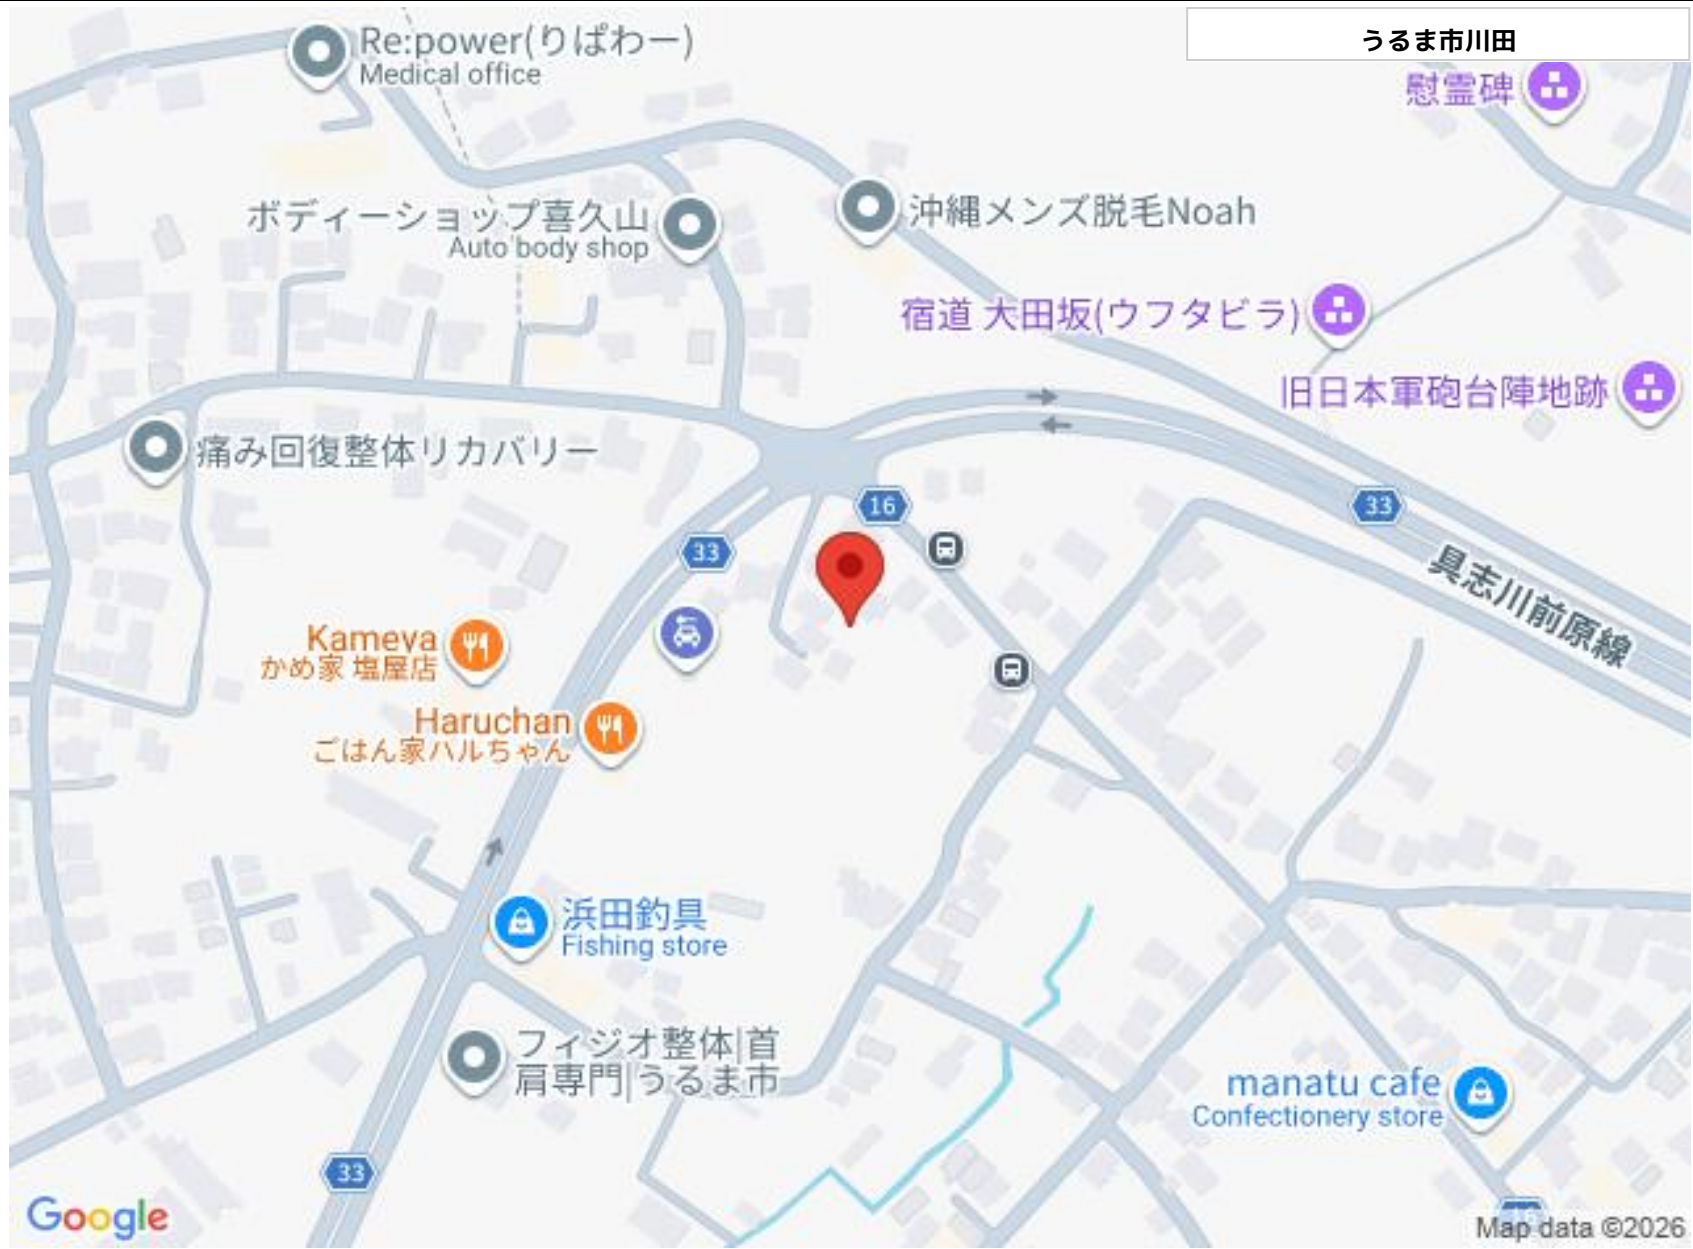 うるま市川田
Re:power(りぱわー)
Medical office
慰霊碑
ボディーショップ喜久山
Auto body shop
沖縄メンズ脱毛Noah
宿道 大田坂(ウフタビラ)
旧日本軍砲台陣地跡
痛み回復整体リカバリー
16
33
33
具志川前原線
Kameya
かめ家 塩屋店
Haruchan
ごはん家ハルちゃん
浜田釣具
Fishing store
フィジオ整体|首
肩専門|うるま市
manatu cafe
Confectionery store
33
Google
Map data ©2026